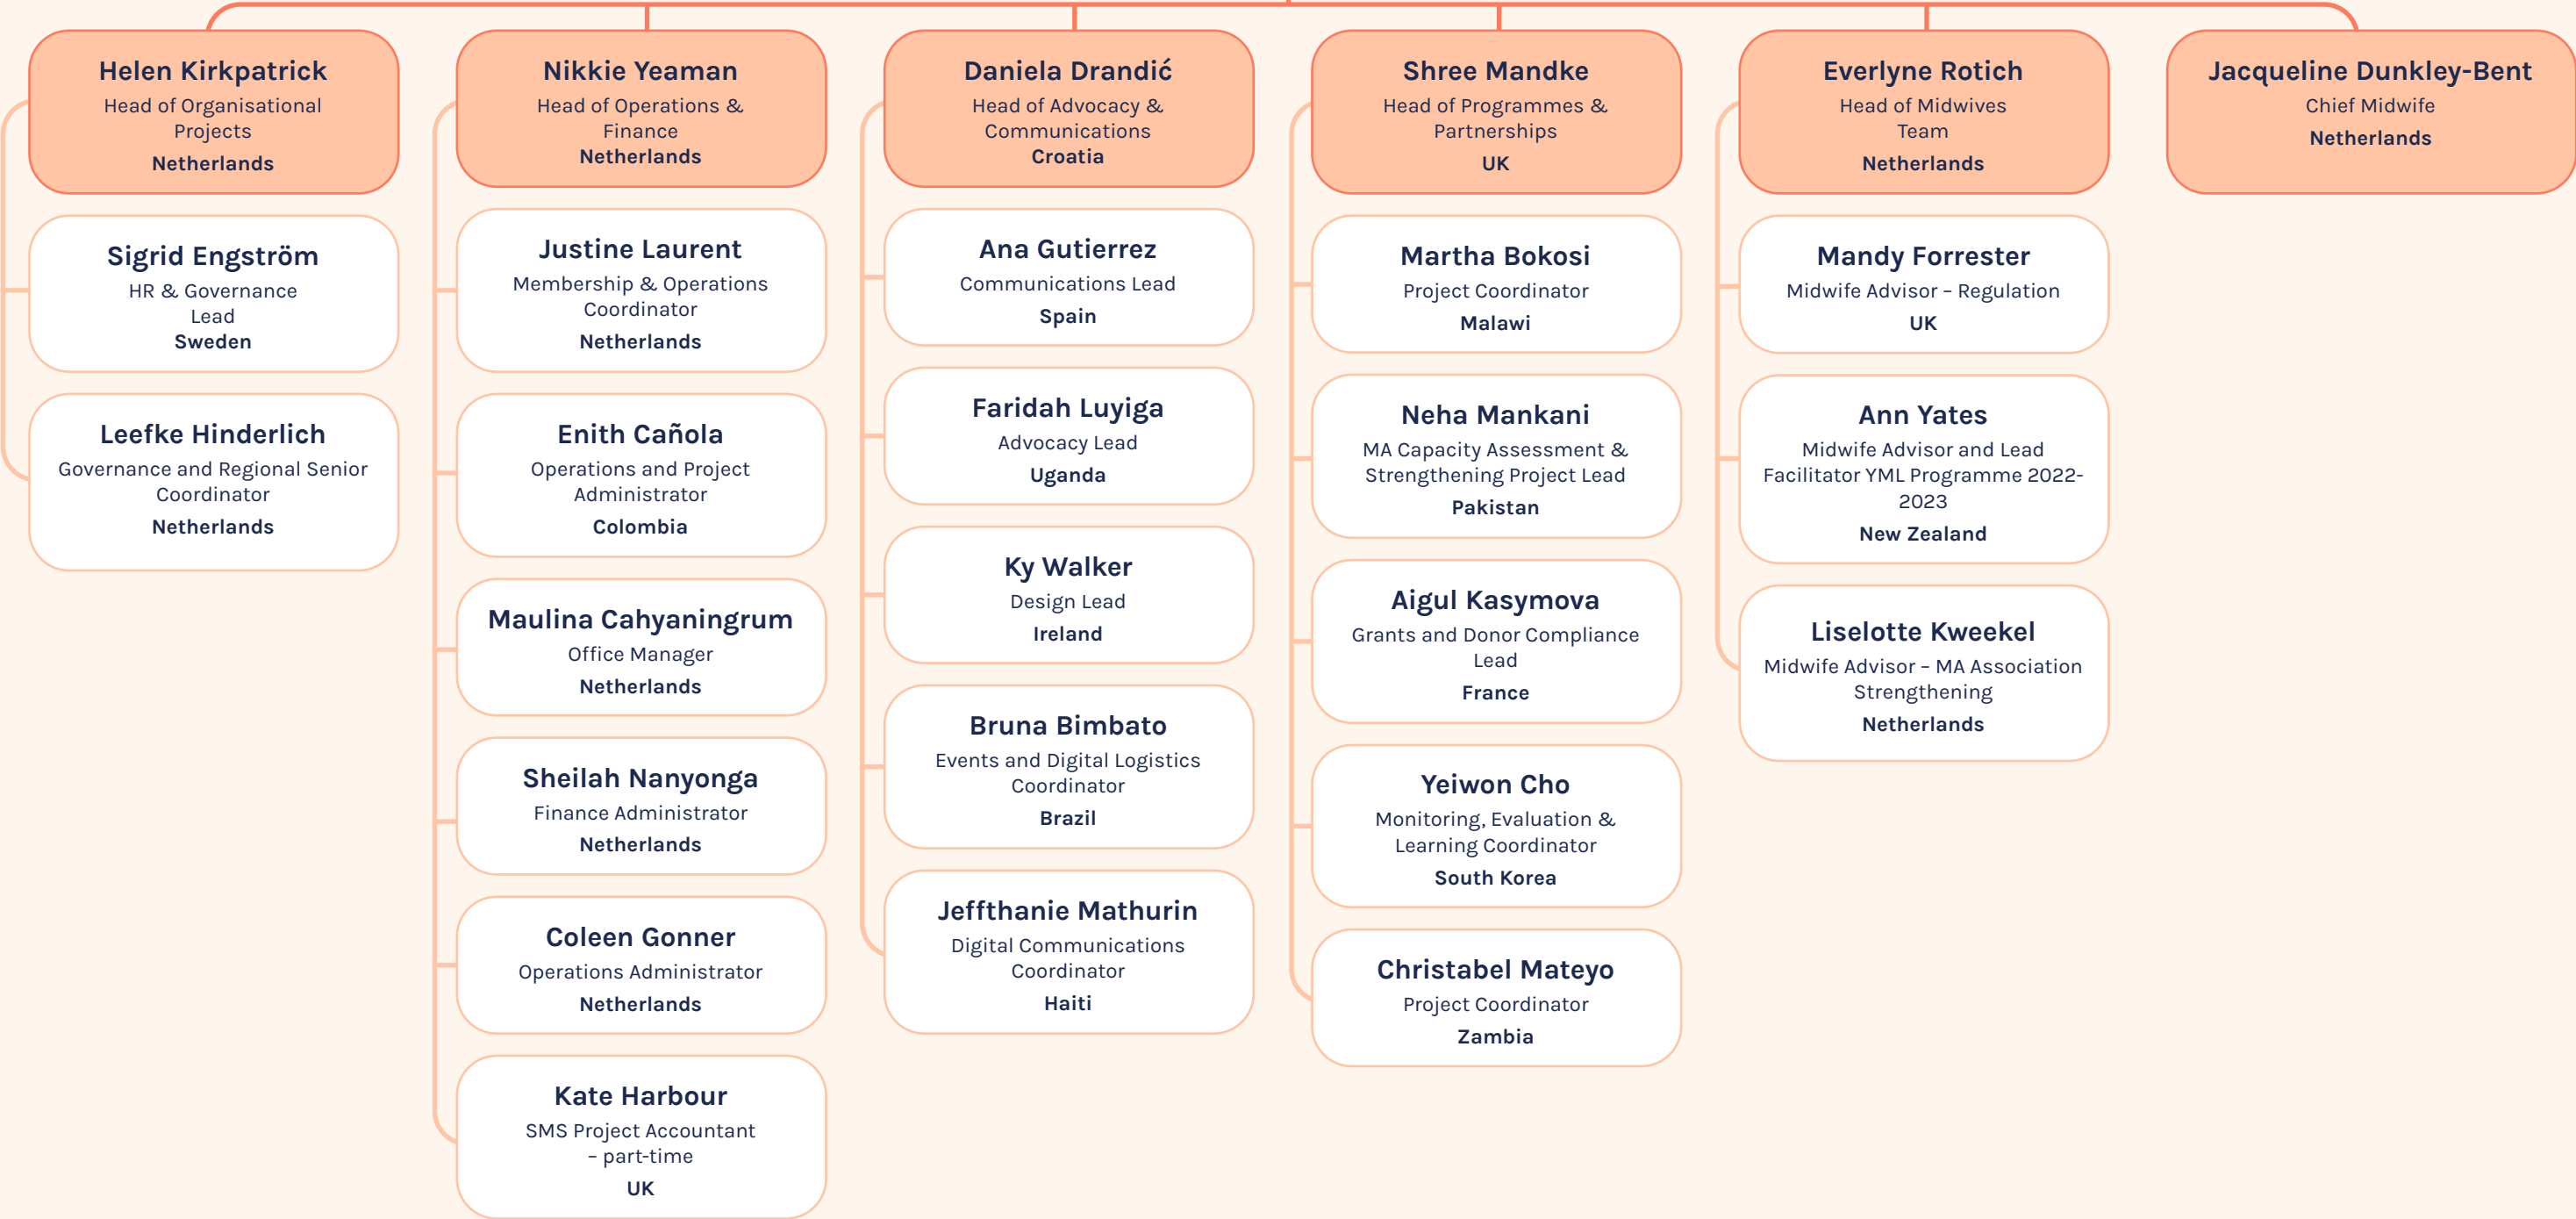 Helen Kirkpatrick
Head of Organisational
Projects
Netherlands
Sigrid Engström
HR & Governance
Lead
Sweden
Leefke Hinderlich
Governance and Regional Senior
Coordinator
Netherlands
Nikkie Yeaman
Head of Operations &
Finance
Netherlands
Justine Laurent
Membership & Operations
Coordinator
Netherlands
Enith Cañola
Operations and Project
Administrator
Colombia
Maulina Cahyaningrum
Office Manager
Netherlands
Sheilah Nanyonga
Finance Administrator
Netherlands
Coleen Gonner
Operations Administrator
Netherlands
Kate Harbour
SMS Project Accountant
– part-time
UK
Daniela Drandić
Head of Advocacy &
Communications
Croatia
Ana Gutierrez
Communications Lead
Spain
Faridah Luyiga
Advocacy Lead
Uganda
Ky Walker
Design Lead
Ireland
Bruna Bimbato
Events and Digital Logistics
Coordinator
Brazil
Jeffthanie Mathurin
Digital Communications
Coordinator
Haiti
Shree Mandke
Head of Programmes &
Partnerships
UK
Martha Bokosi
Project Coordinator
Malawi
Neha Mankani
MA Capacity Assessment &
Strengthening Project Lead
Pakistan
Aigul Kasymova
Grants and Donor Compliance
Lead
France
Yeiwon Cho
Monitoring, Evaluation &
Learning Coordinator
South Korea
Christabel Mateyo
Project Coordinator
Zambia
Everlyne Rotich
Head of Midwives
Team
Netherlands
Mandy Forrester
Midwife Advisor – Regulation
UK
Ann Yates
Midwife Advisor and Lead
Facilitator YML Programme 2022-
2023
New Zealand
Liselotte Kweekel
Midwife Advisor – MA Association
Strengthening
Netherlands
Jacqueline Dunkley-Bent
Chief Midwife
Netherlands